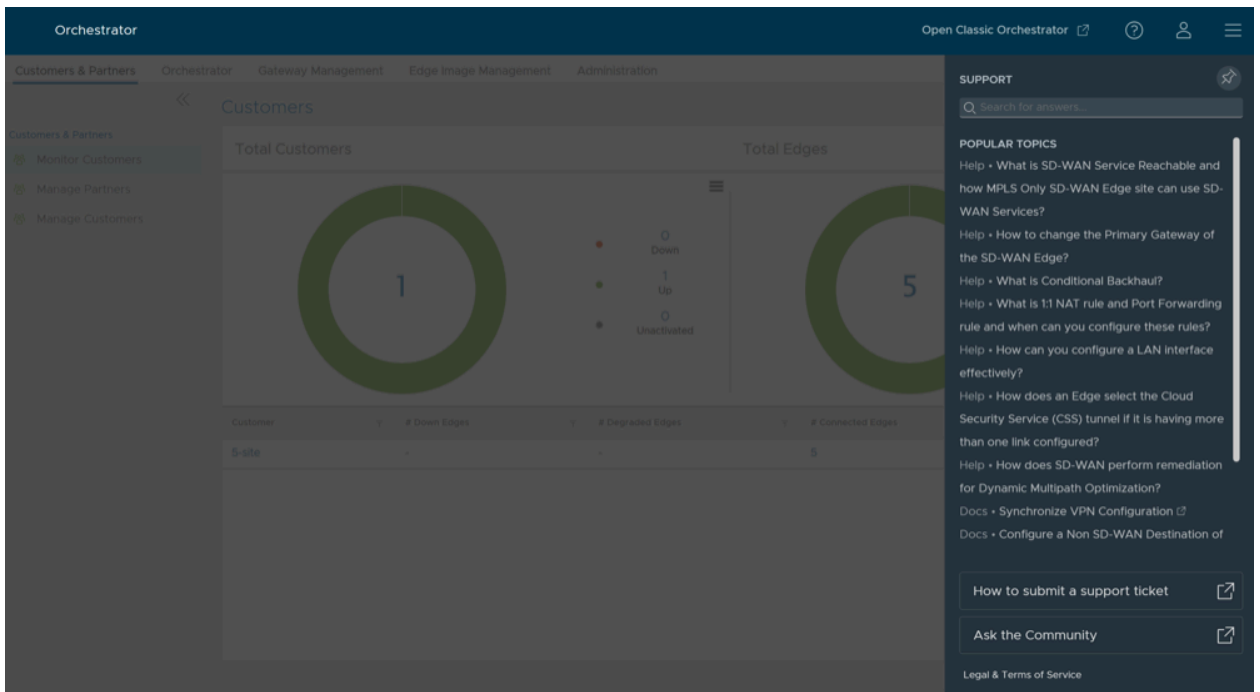 Orchestrator
Open Classic Orchestrator
Customers & Partners
Orchestrator
Gateway Management
Edge Image Management
Administration
Customers & Partners
Monitor Customers
Manage Partners
Manage Customers
Customers
Total Customers
Total Edges
1
0
Down
1
Up
0
Unactivated
5
Customer
# Down Edges
# Degraded Edges
# Connected Edges
5-site
-
-
5
SUPPORT
Search for answers...
POPULAR TOPICS
Help • What is SD-WAN Service Reachable and
how MPLS Only SD-WAN Edge site can use SD-
WAN Services?
Help • How to change the Primary Gateway of
the SD-WAN Edge?
Help • What is Conditional Backhaul?
Help • What is 1:1 NAT rule and Port Forwarding
rule and when can you configure these rules?
Help • How can you configure a LAN interface
effectively?
Help • How does an Edge select the Cloud
Security Service (CSS) tunnel if it is having more
than one link configured?
Help • How does SD-WAN perform remediation
for Dynamic Multipath Optimization?
Docs • Synchronize VPN Configuration
Docs • Configure a Non SD-WAN Destination of
How to submit a support ticket
Ask the Community
Legal & Terms of Service